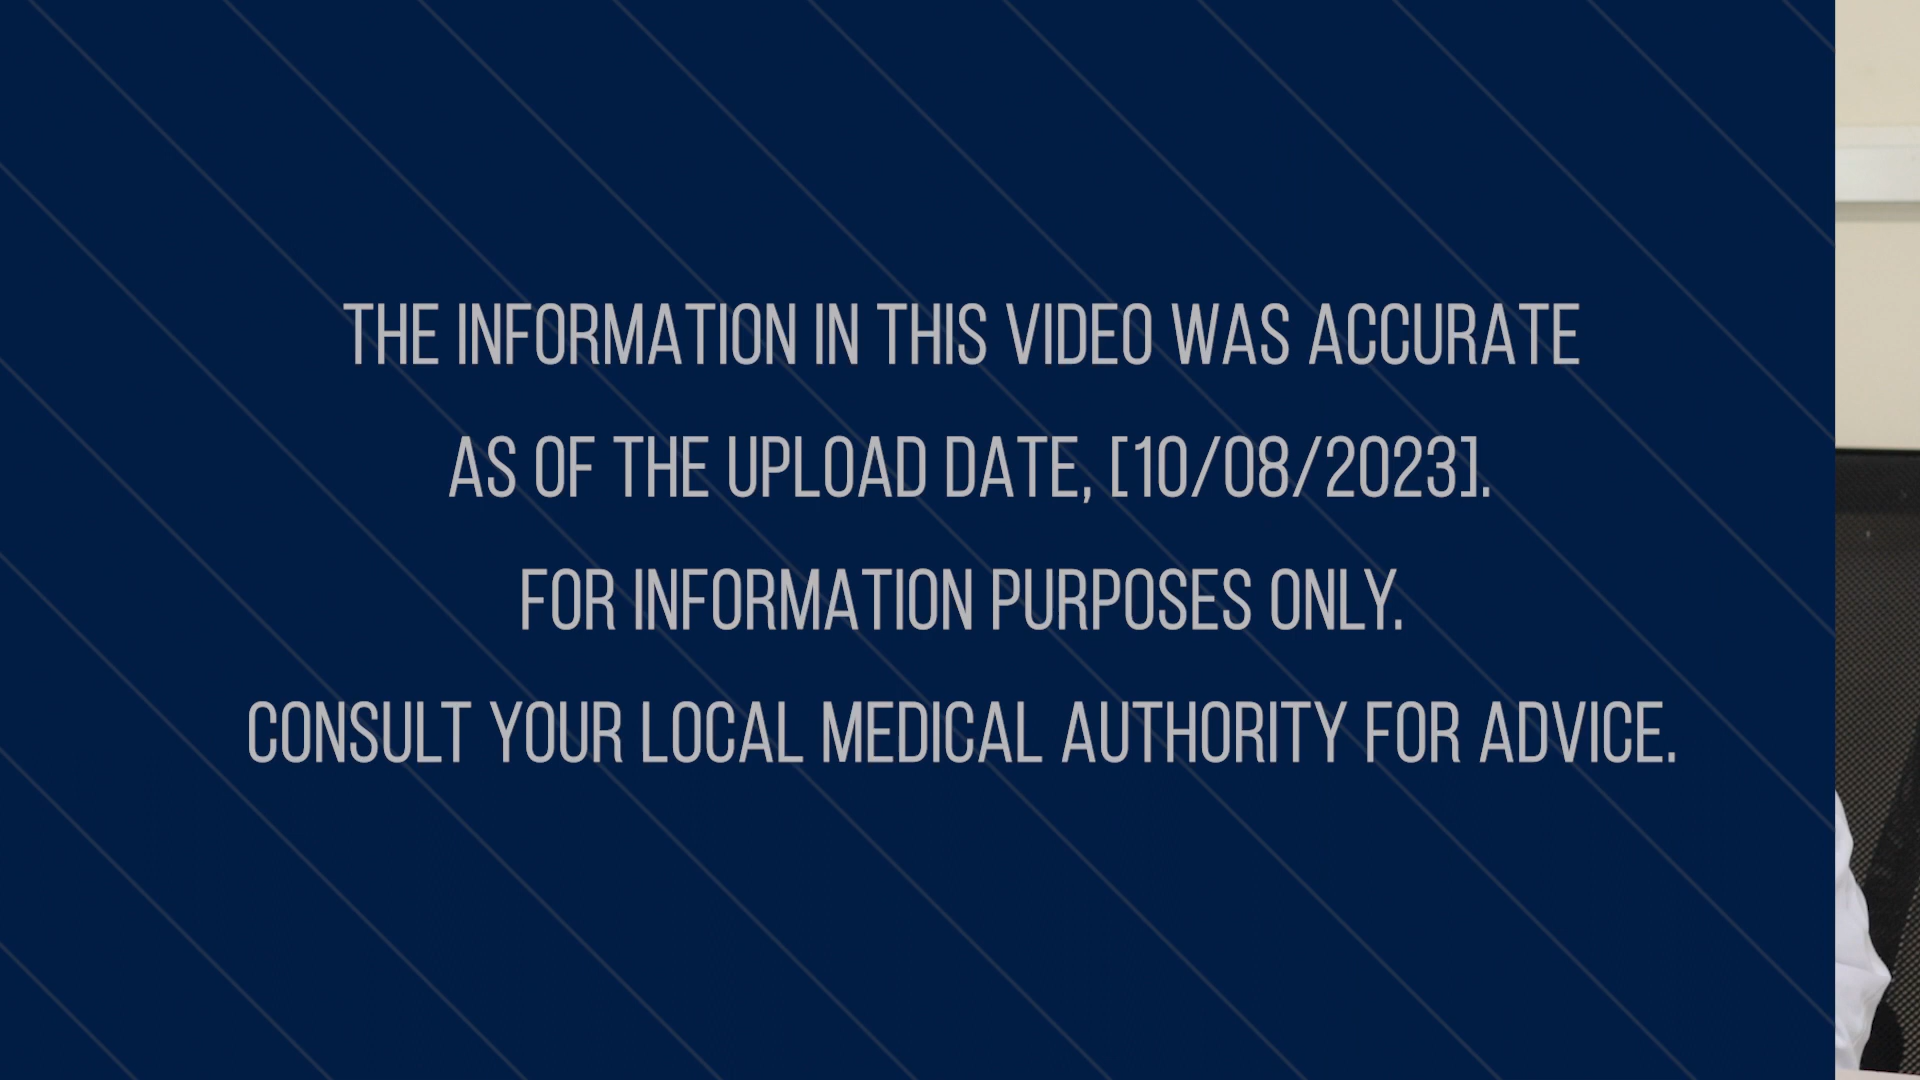 THE INFORMATION IN THIS VIDEO WAS ACCURATE
AS OF THE UPLOAD DATE, [10/08/2023].
FOR INFORMATION PURPOSES ONLY.
CONSULT YOUR LOCAL MEDICAL AUTHORITY FOR ADVICE.